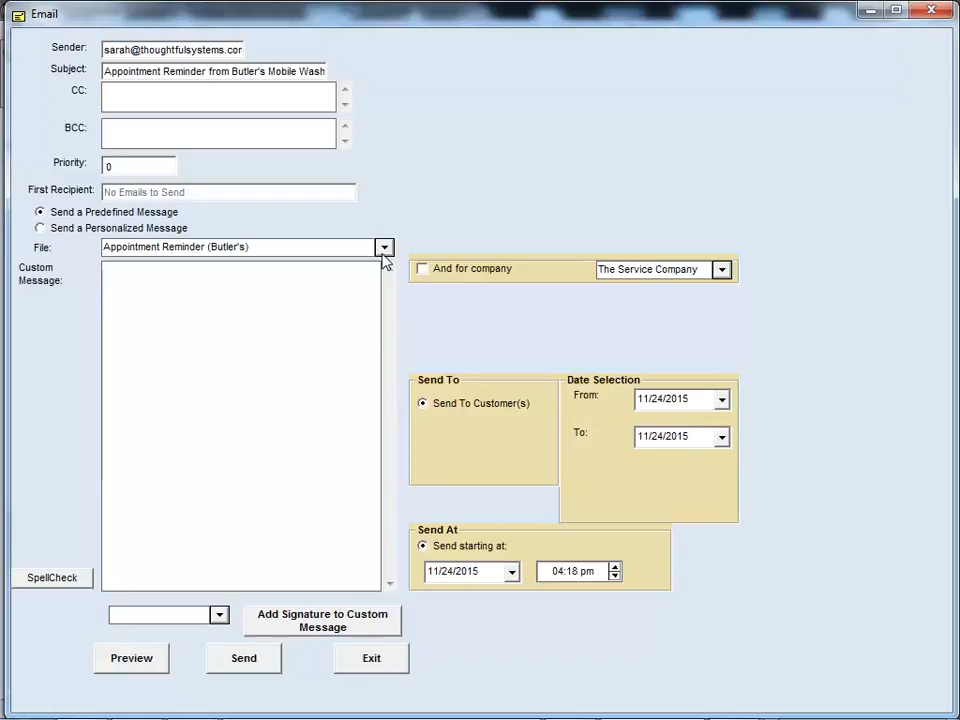 Email
Sender: sarah@thoughtfulsystems.cor
Subject: Appointment Reminder from Butler's Mobile Wash
CC:
BCC:
Priority: 0
First Recipient: No Emails to Send
Send a Predefined Message
Send a Personalized Message
File: Appointment Reminder (Butler's)
Custom
Message:
And for company The Service Company
Send To
Send To Customer(s)
Date Selection
From: 11/24/2015
To: 11/24/2015
Send At
Send starting at:
11/24/2015 04:18 pm
SpellCheck
Add Signature to Custom
Message
Preview Send Exit